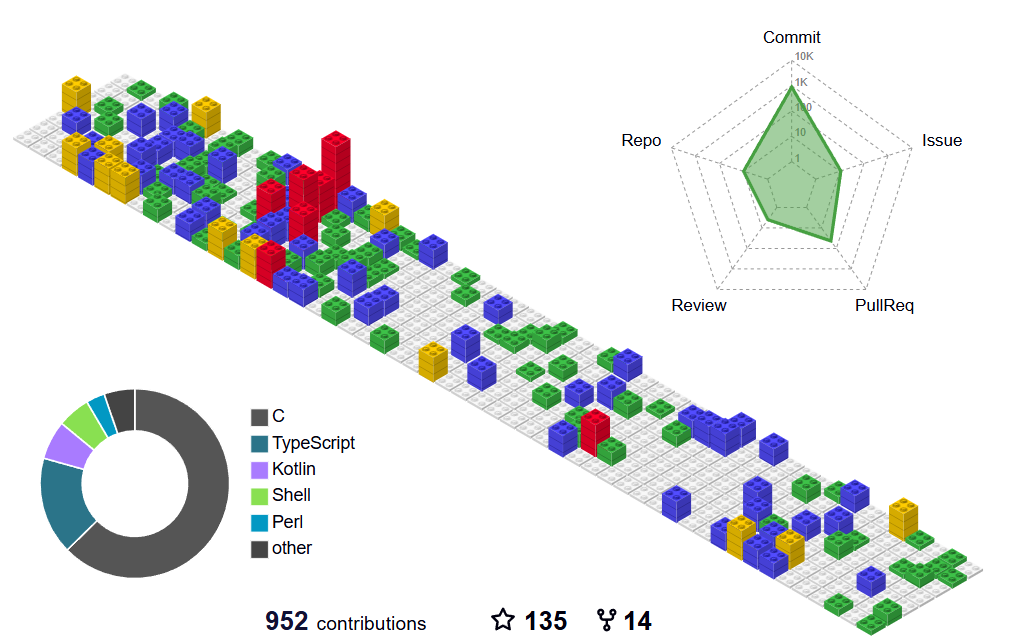 Commit
10K
1K
100
10
1
Repo
Issue
Review
PullReq
C
TypeScript
Kotlin
Shell
Perl
other
952 contributions
135
14